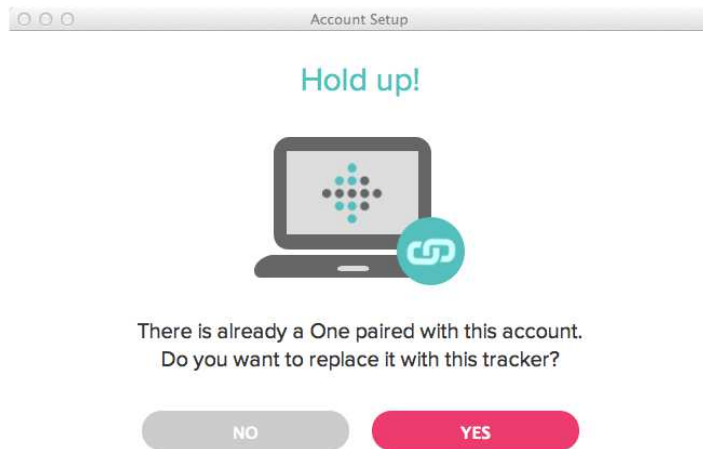 Account Setup
Hold up!
There is already a One paired with this account.
Do you want to replace it with this tracker?
NO
YES